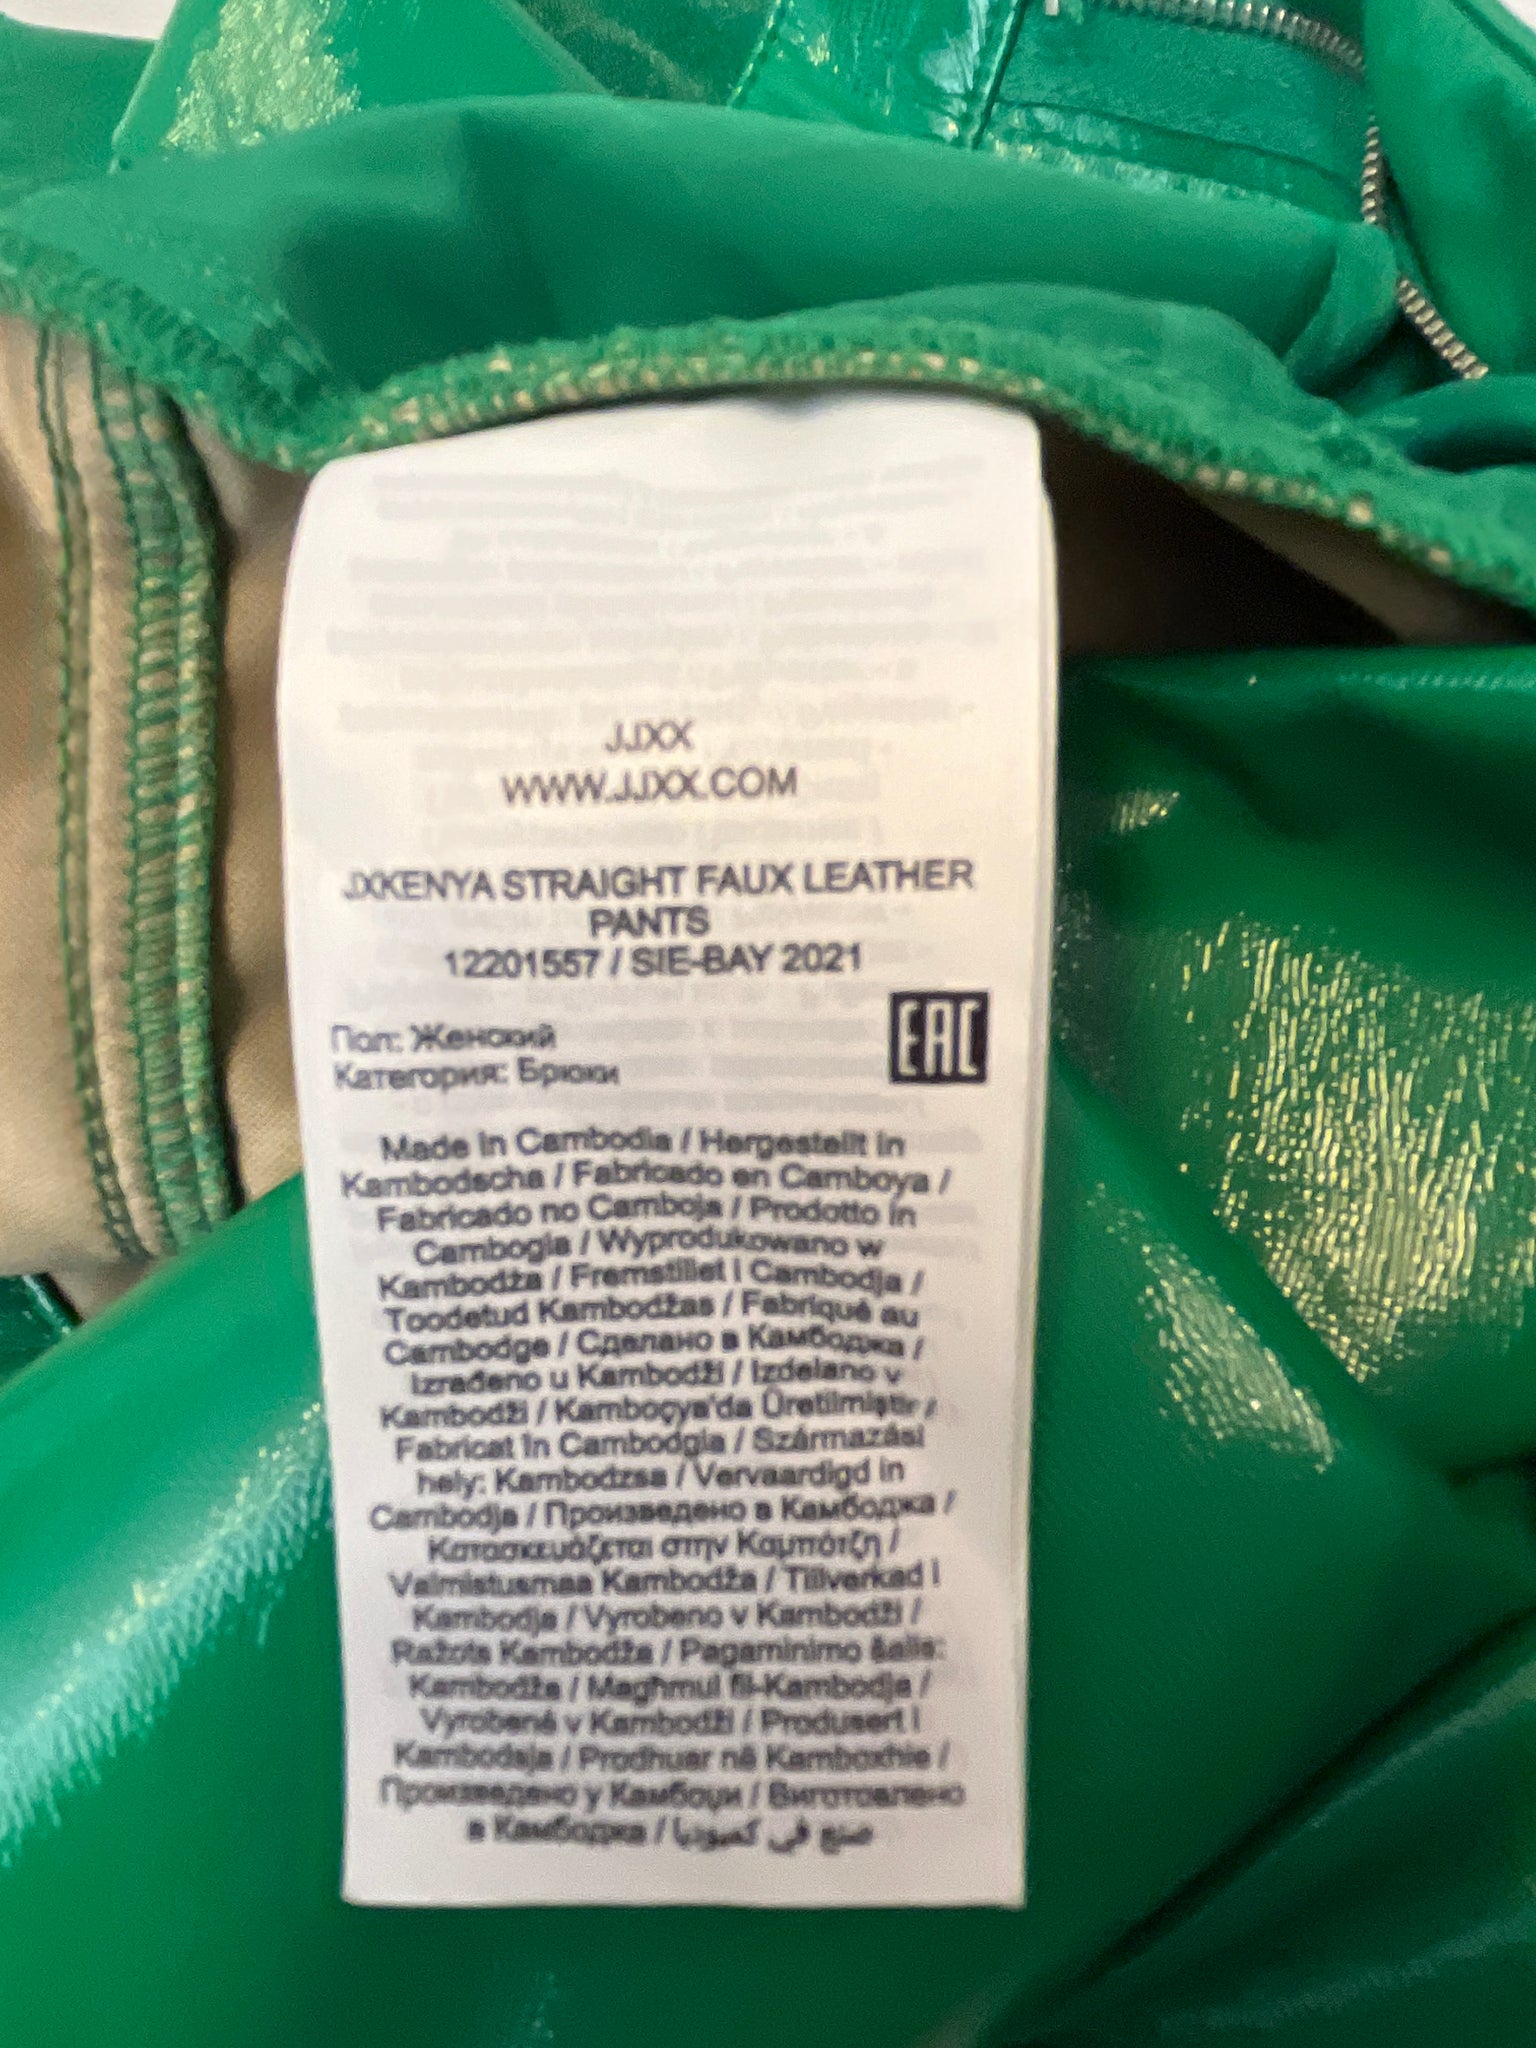 JJXX
WWW.JJXX.COM
JXKENYA STRAIGHT FAUX LEATHER
PANTS
12201557 / SIE-BAY 2021
Пол: Женский
Категория: Брюки
EAC
Made in Cambodia / Hergestellt in
Kambodscha / Fabricado en Camboya /
Fabricado no Camboja / Prodotto in
Cambogia / Wyprodukowano w
Kambodża / Fremstillet i Cambodja /
Toodetud Kambodžas / Fabriqué au
Cambodge / Сделано в Камбоджа /
Izrađeno u Kambodži / Izdelano v
Kambodži / Kamboçya'da Üretilmiştir /
Fabricat în Cambodgia / Származási
hely: Kambodzsa / Vervaardigd in
Cambodja / Произведено в Камбоджа /
Κατασκευάζεται στην Καμπότζη /
Valmistusmaa Kambodža / Tillverkad i
Kambodja / Vyrobeno v Kambodži /
Ražots Kambodža / Pagaminimo šalis:
Kambodža / Magħmul fil-Kambodja /
Vyrobené v Kambodži / Produsert i
Kambodsja / Prodhuar në Kamboxhie /
Произведено у Камбоџи / Виготовлено
в Камбоджа / صنع في كمبوديا